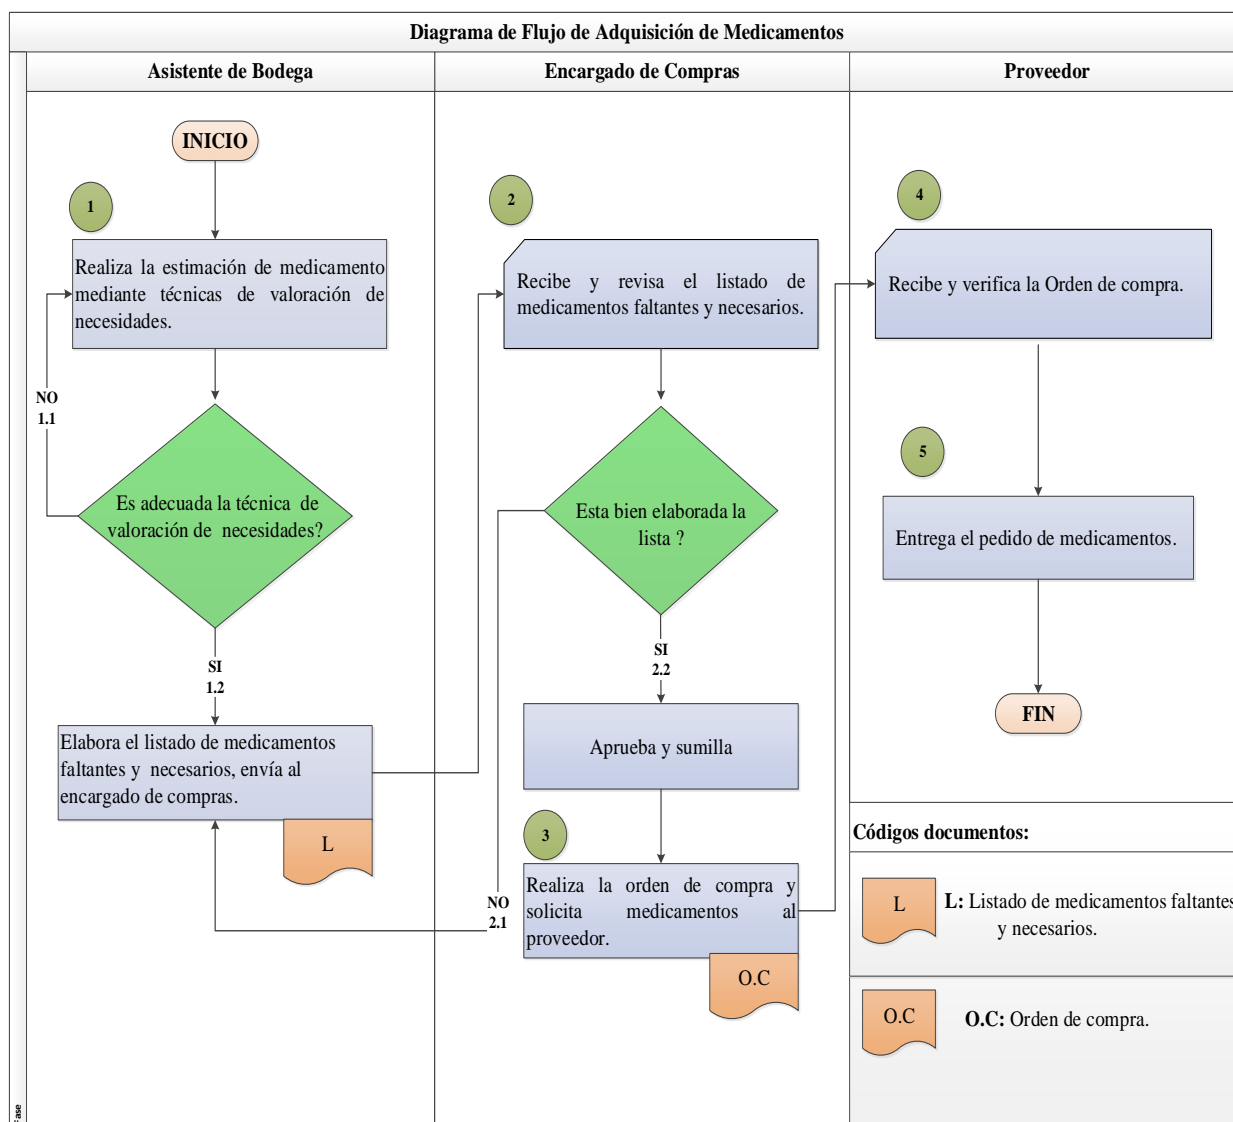 Diagrama de Flujo de Adquisición de Medicamentos
Asistente de Bodega
Encargado de Compras
Proveedor
INICIO
1
Realiza la estimación de medicamento
mediante técnicas de valoración de
necesidades.
NO
1.1
Es adecuada la técnica de
valoración de necesidades?
SI
1.2
Elabora el listado de medicamentos
faltantes y necesarios, envía al
encargado de compras.
L
2
Recibe y revisa el listado de
medicamentos faltantes y necesarios.
Esta bien elaborada la
lista ?
SI
2.2
Aprueba y sumilla
3
Realiza la orden de compra y
solicita medicamentos al
proveedor.
NO
2.1
O.C
4
Recibe y verifica la Orden de compra.
5
Entrega el pedido de medicamentos.
FIN
Códigos documentos:
L
L: Listado de medicamentos faltantes
y necesarios.
O.C
O.C: Orden de compra.
Fase